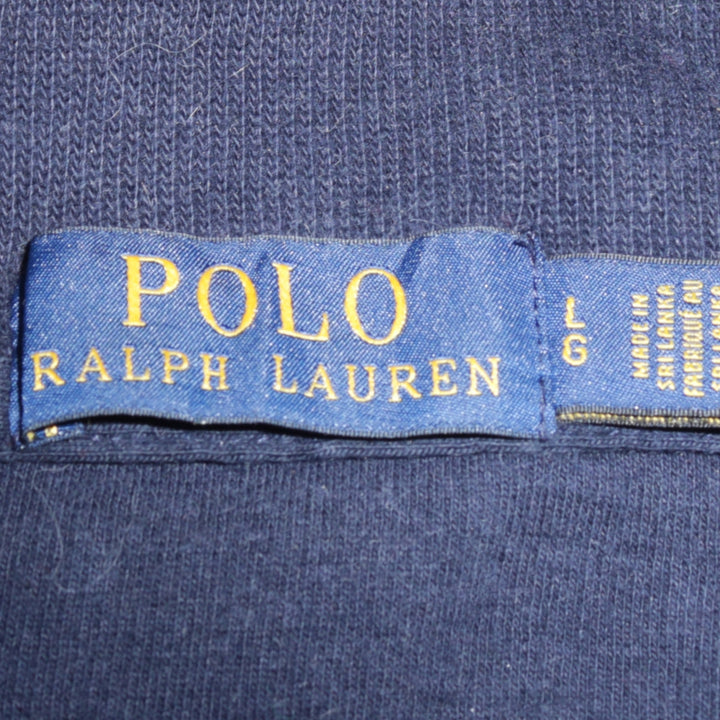 POLO
RALPH LAUREN
L
G
MADE IN
SRI LANKA
FABRIQUÉ AU